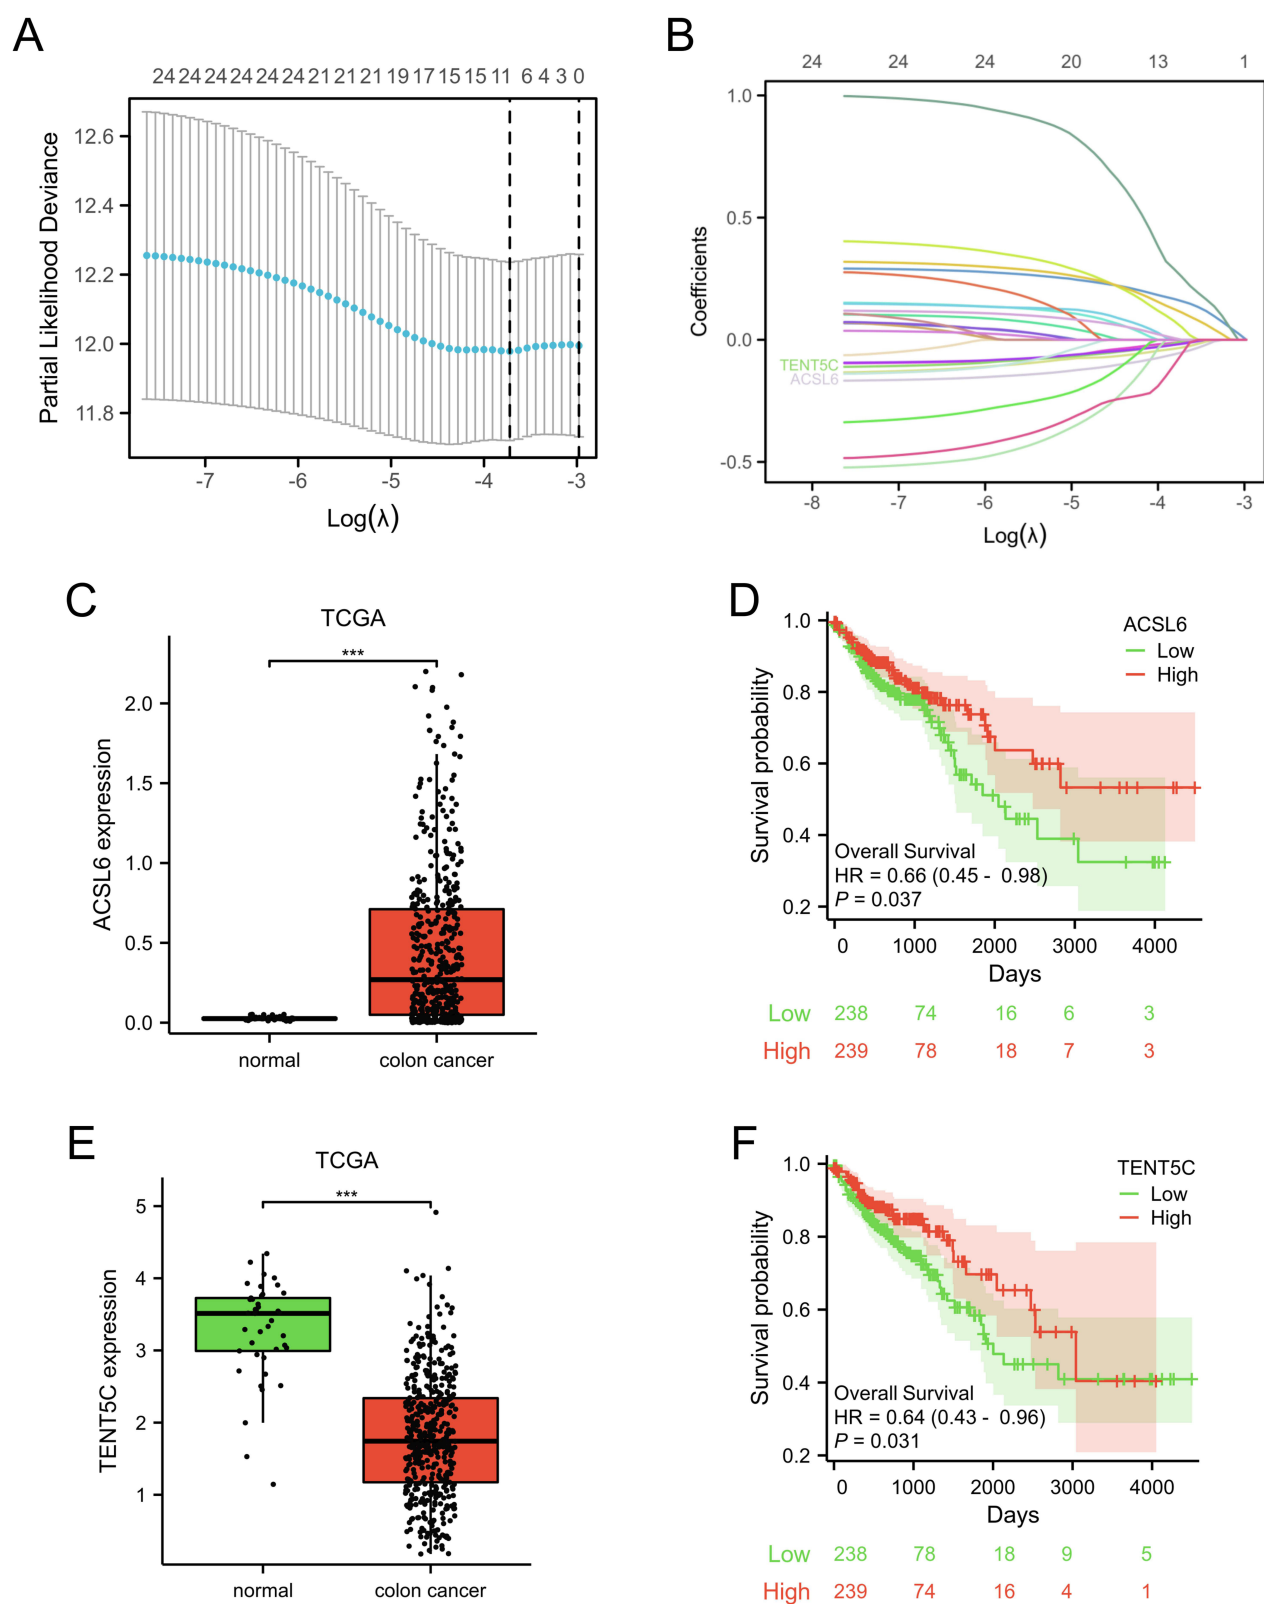 A
24 24 24 24 24 24 21 21 21 19 17 15 15 11 6 4 3 0
Partial Likelihood Deviance
12.6
12.4
12.2
12.0
11.8
-7 -6 -5 -4 -3
Log(λ)
B
24 24 24 20 13 1
Coefficients
1.0
0.5
0.0
TENT5C
ACSL6
-0.5
-8 -7 -6 -5 -4 -3
Log(λ)
C
TCGA
***
ACSL6 expression
2.0
1.5
1.0
0.5
0.0
normal colon cancer
D
ACSL6
Low
High
Survival probability
1.0
0.8
0.6
0.4
0.2
Overall Survival
HR = 0.66 (0.45 - 0.98)
P = 0.037
0 1000 2000 3000 4000
Days
Low 238 74 16 6 3
High 239 78 18 7 3
E
TCGA
***
TENT5C expression
5
4
3
2
1
normal colon cancer
F
TENT5C
Low
High
Survival probability
1.0
0.8
0.6
0.4
0.2
Overall Survival
HR = 0.64 (0.43 - 0.96)
P = 0.031
0 1000 2000 3000 4000
Days
Low 238 78 18 9 5
High 239 74 16 4 1